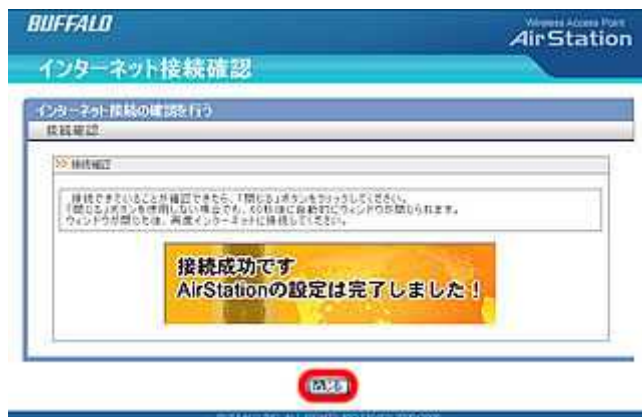 BUFFALO
Wireless Access Point
AirStation
インターネット接続確認
インターネット接続の確認を行う
接続確認
接続確認
接続できていることが確認できたら、「閉じる」ボタンをクリックしてください。
「閉じる」ボタンを使用しない場合でも、60秒後に自動的にウィンドウが閉じられます。
ウィンドウが閉じた後、再度インターネットに接続してください。
接続成功です
AirStationの設定は完了しました！
閉じる